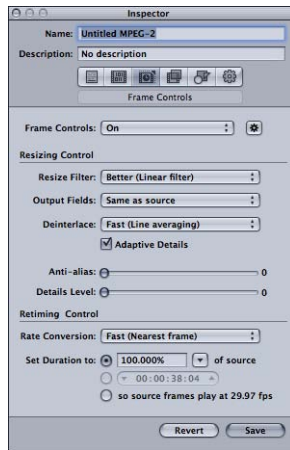 Inspector
Name: Untitled MPEG-2
Description: No description
Frame Controls
Frame Controls: On
Resizing Control
Resize Filter: Better (Linear filter)
Output Fields: Same as source
Deinterlace: Fast (Line averaging)
Adaptive Details
Anti-alias: 0
Details Level: 0
Retiming Control
Rate Conversion: Fast (Nearest frame)
Set Duration to: 100.000% of source
00:00:38:04
so source frames play at 29.97 fps
Revert Save